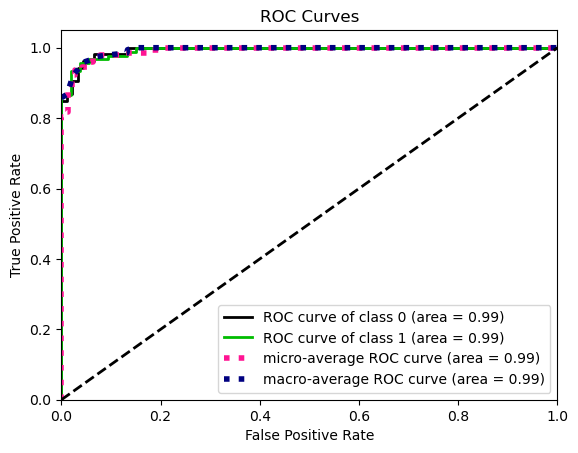 ROC Curves
True Positive Rate
1.0
0.8
0.6
0.4
0.2
0.0
ROC curve of class 0 (area = 0.99)
ROC curve of class 1 (area = 0.99)
micro-average ROC curve (area = 0.99)
macro-average ROC curve (area = 0.99)
0.0 0.2 0.4 0.6 0.8 1.0
False Positive Rate